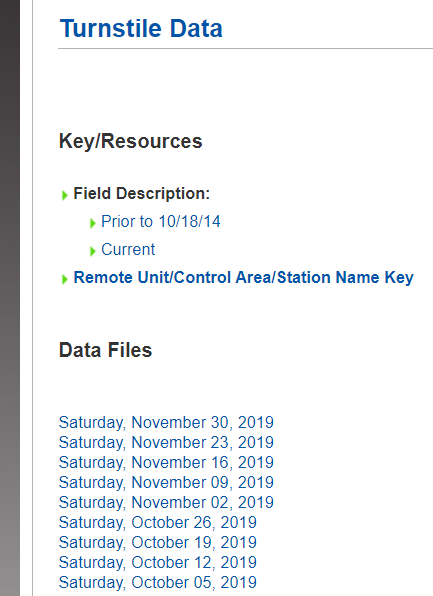 Turnstile Data
Key/Resources
Field Description:
Prior to 10/18/14
Current
Remote Unit/Control Area/Station Name Key
Data Files
Saturday, November 30, 2019
Saturday, November 23, 2019
Saturday, November 16, 2019
Saturday, November 09, 2019
Saturday, November 02, 2019
Saturday, October 26, 2019
Saturday, October 19, 2019
Saturday, October 12, 2019
Saturday, October 05, 2019